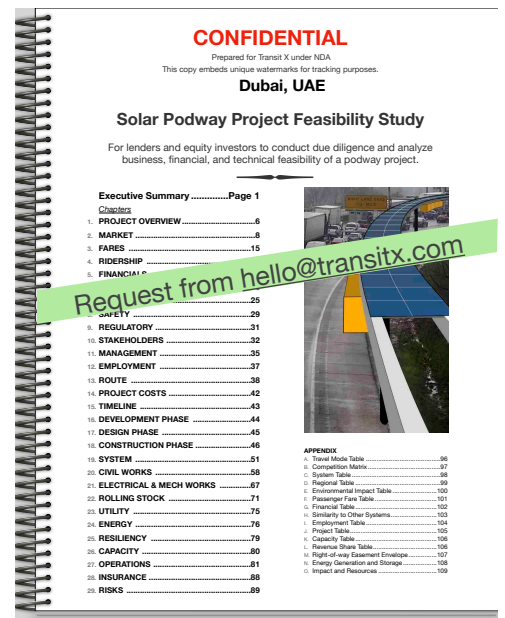 CONFIDENTIAL
Prepared for Transit X under NDA
This copy embeds unique watermarks for tracking purposes.
Dubai, UAE
Solar Podway Project Feasibility Study
For lenders and equity investors to conduct due diligence and analyze
business, financial, and technical feasibility of a podway project.
Executive Summary .............Page 1
Chapters
1. PROJECT OVERVIEW ...................................6
2. MARKET ...................................8
3. FARES ...................................15
4. RIDERSHIP
5. FINANCIALS
Request from hello@transitx.com
25
8. SAFETY ...................................29
9. REGULATORY ...................................31
10. STAKEHOLDERS ...................................32
11. MANAGEMENT ...................................35
12. EMPLOYMENT ...................................37
13. ROUTE ...................................38
14. PROJECT COSTS ...................................42
15. TIMELINE ...................................43
16. DEVELOPMENT PHASE ...................................44
17. DESIGN PHASE ...................................45
18. CONSTRUCTION PHASE ...................................46
19. SYSTEM ...................................51
20. CIVIL WORKS ...................................58
21. ELECTRICAL & MECH WORKS ...........67
22. ROLLING STOCK ...................................71
23. UTILITY ...................................75
24. ENERGY ...................................76
25. RESILIENCY ...................................79
26. CAPACITY ...................................80
27. OPERATIONS ...................................81
28. INSURANCE ...................................88
29. RISKS ...................................89
APPENDIX
A. Travel Mode Table ...................................96
B. Competition Matrix ...................................97
C. System Table ...................................98
D. Regional Table ...................................99
E. Environmental Impact Table ...................100
F. Passenger Fare Table ...................................101
G. Financial Table ...................................102
H. Similarity to Other Systems ...................103
I. Employment Table ...................................104
J. Project Table ...................................105
K. Capacity Table ...................................106
L. Revenue Share Table ...................................106
M. Right-of-way Easement Envelope ...........107
N. Energy Generation and Storage ...................108
O. Impact and Resources ...................................109